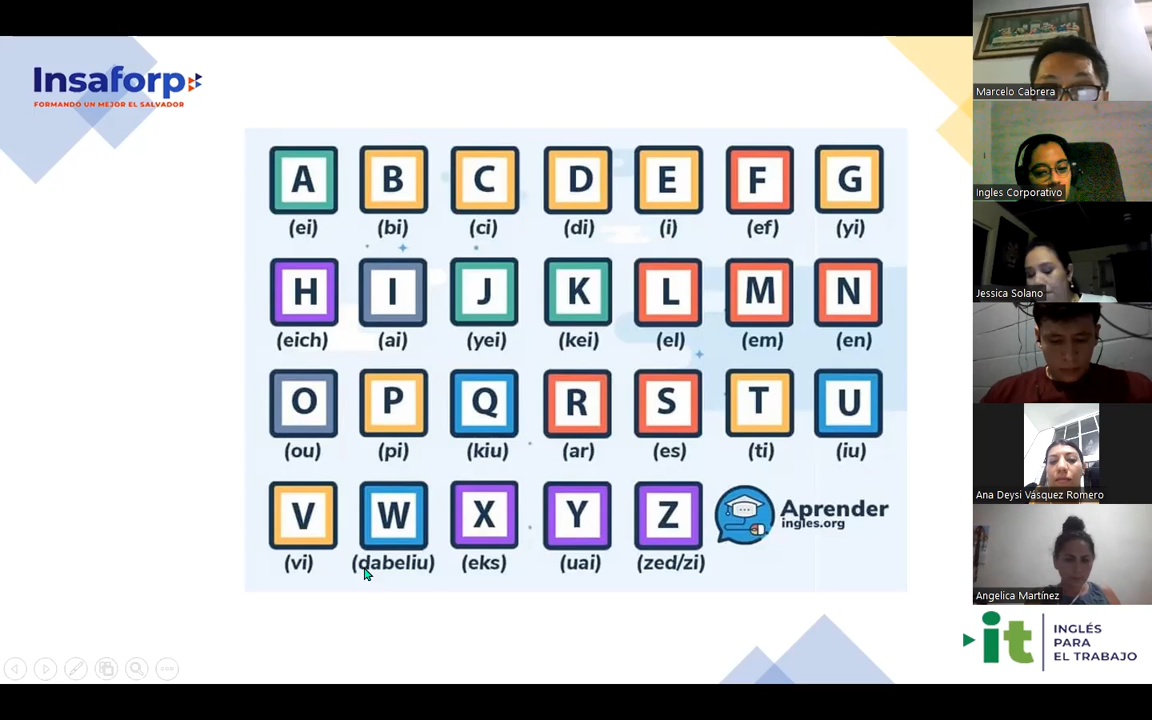 Insaforp
FORMANDO UN MEJOR EL SALVADOR
A B C D E F G
(ei) (bi) (ci) (di) (i) (ef) (yi)
H I J K L M N
(eich) (ai) (yei) (kei) (el) (em) (en)
O P Q R S T U
(ou) (pi) (kiu) (ar) (es) (ti) (iu)
V W X Y Z
(vi) (dabeliu) (eks) (uai) (zed/zi)
Aprender
ingles.org
Marcelo Cabrera
Ingles Corporativo
Jessica Solano
Ana Deysi Vásquez Romero
Angelica Martínez
it
INGLÉS
PARA
EL TRABAJO